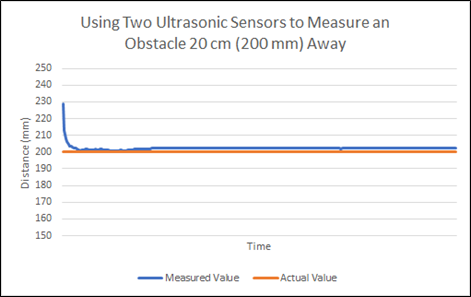 Using Two Ultrasonic Sensors to Measure an
Obstacle 20 cm (200 mm) Away
250
240
230
220
210
200
190
180
170
160
150
Distance (mm)
Time
Measured Value Actual Value